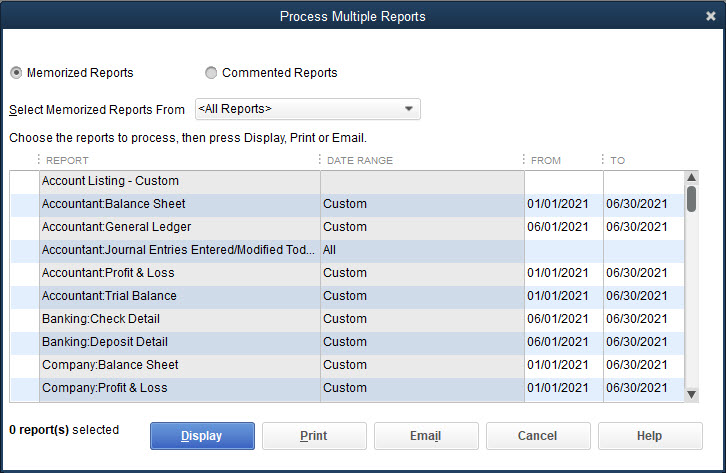 Process Multiple Reports
Memorized Reports Commented Reports
Select Memorized Reports From <All Reports>
Choose the reports to process, then press Display, Print or Email.
REPORT DATE RANGE FROM TO
Account Listing - Custom
Accountant:Balance Sheet Custom 01/01/2021 06/30/2021
Accountant:General Ledger Custom 06/01/2021 06/30/2021
Accountant:Journal Entries Entered/Modified Tod... All
Accountant:Profit & Loss Custom 01/01/2021 06/30/2021
Accountant:Trial Balance Custom 01/01/2021 06/30/2021
Banking:Check Detail Custom 06/01/2021 06/30/2021
Banking:Deposit Detail Custom 06/01/2021 06/30/2021
Company:Balance Sheet Custom 01/01/2021 06/30/2021
Company:Profit & Loss Custom 01/01/2021 06/30/2021
0 report(s) selected Display Print Email Cancel Help